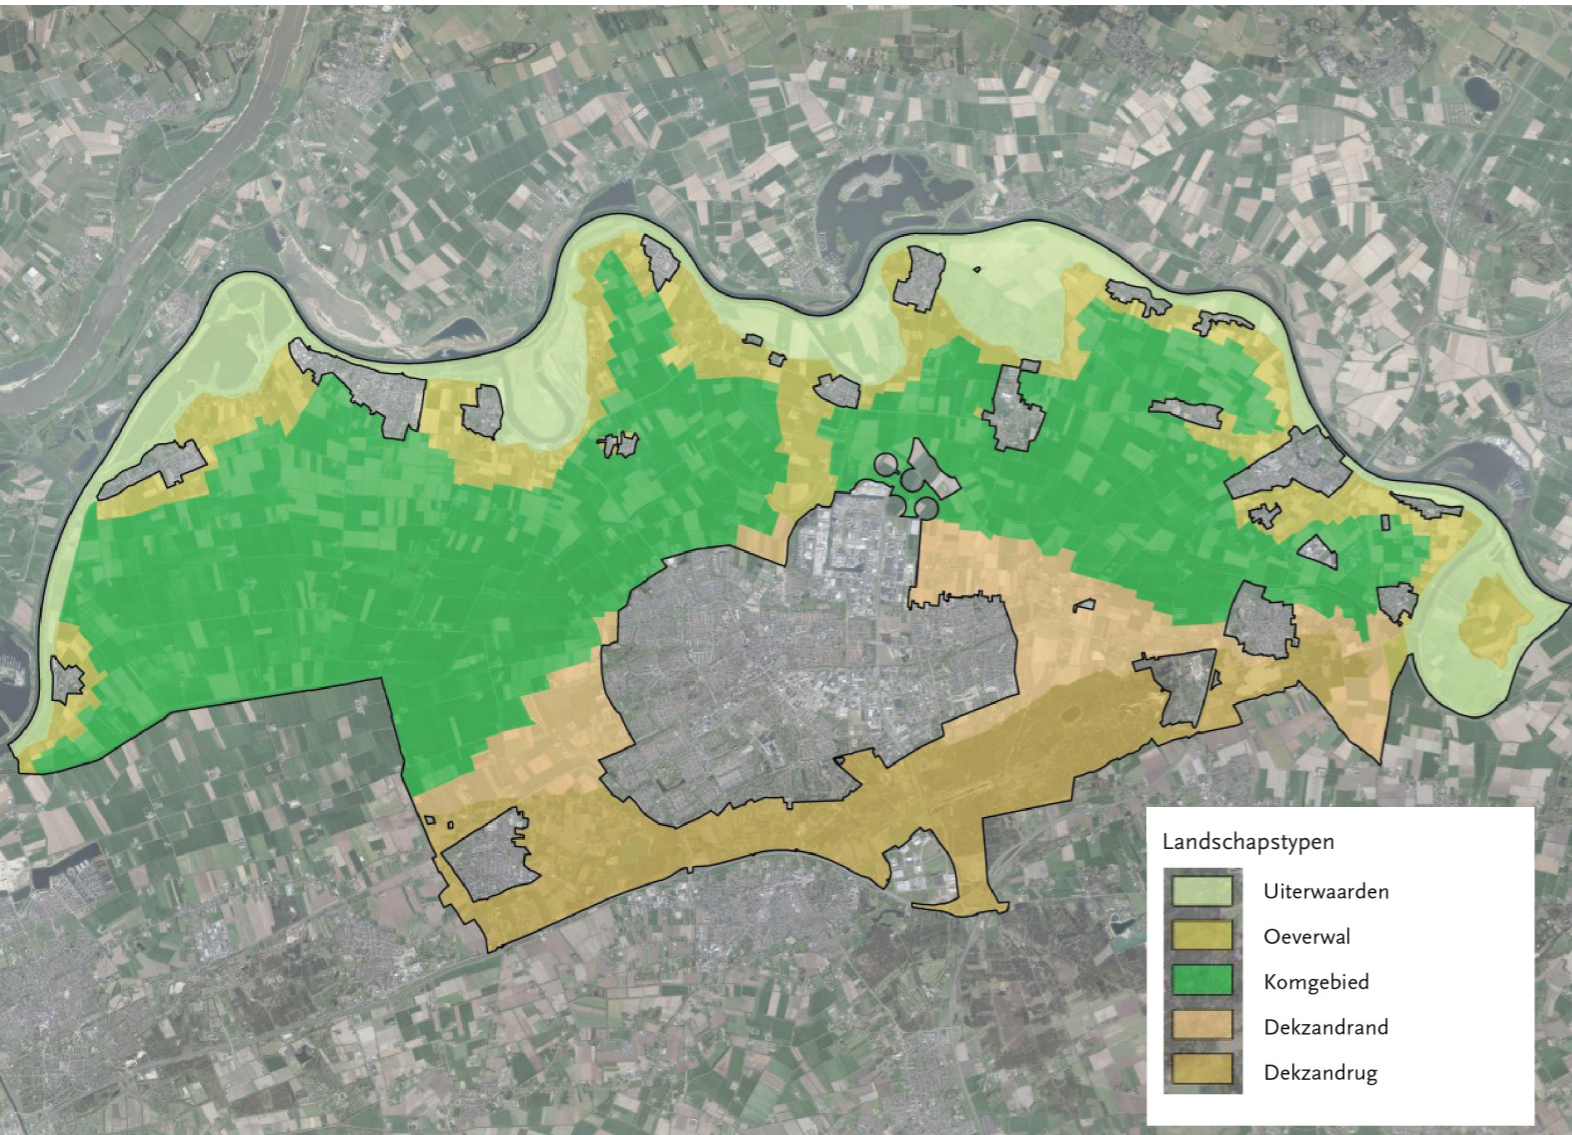 Landschapstypen
Uiterwaarden
Oeverwal
Komgebied
Dekzandrand
Dekzandrug